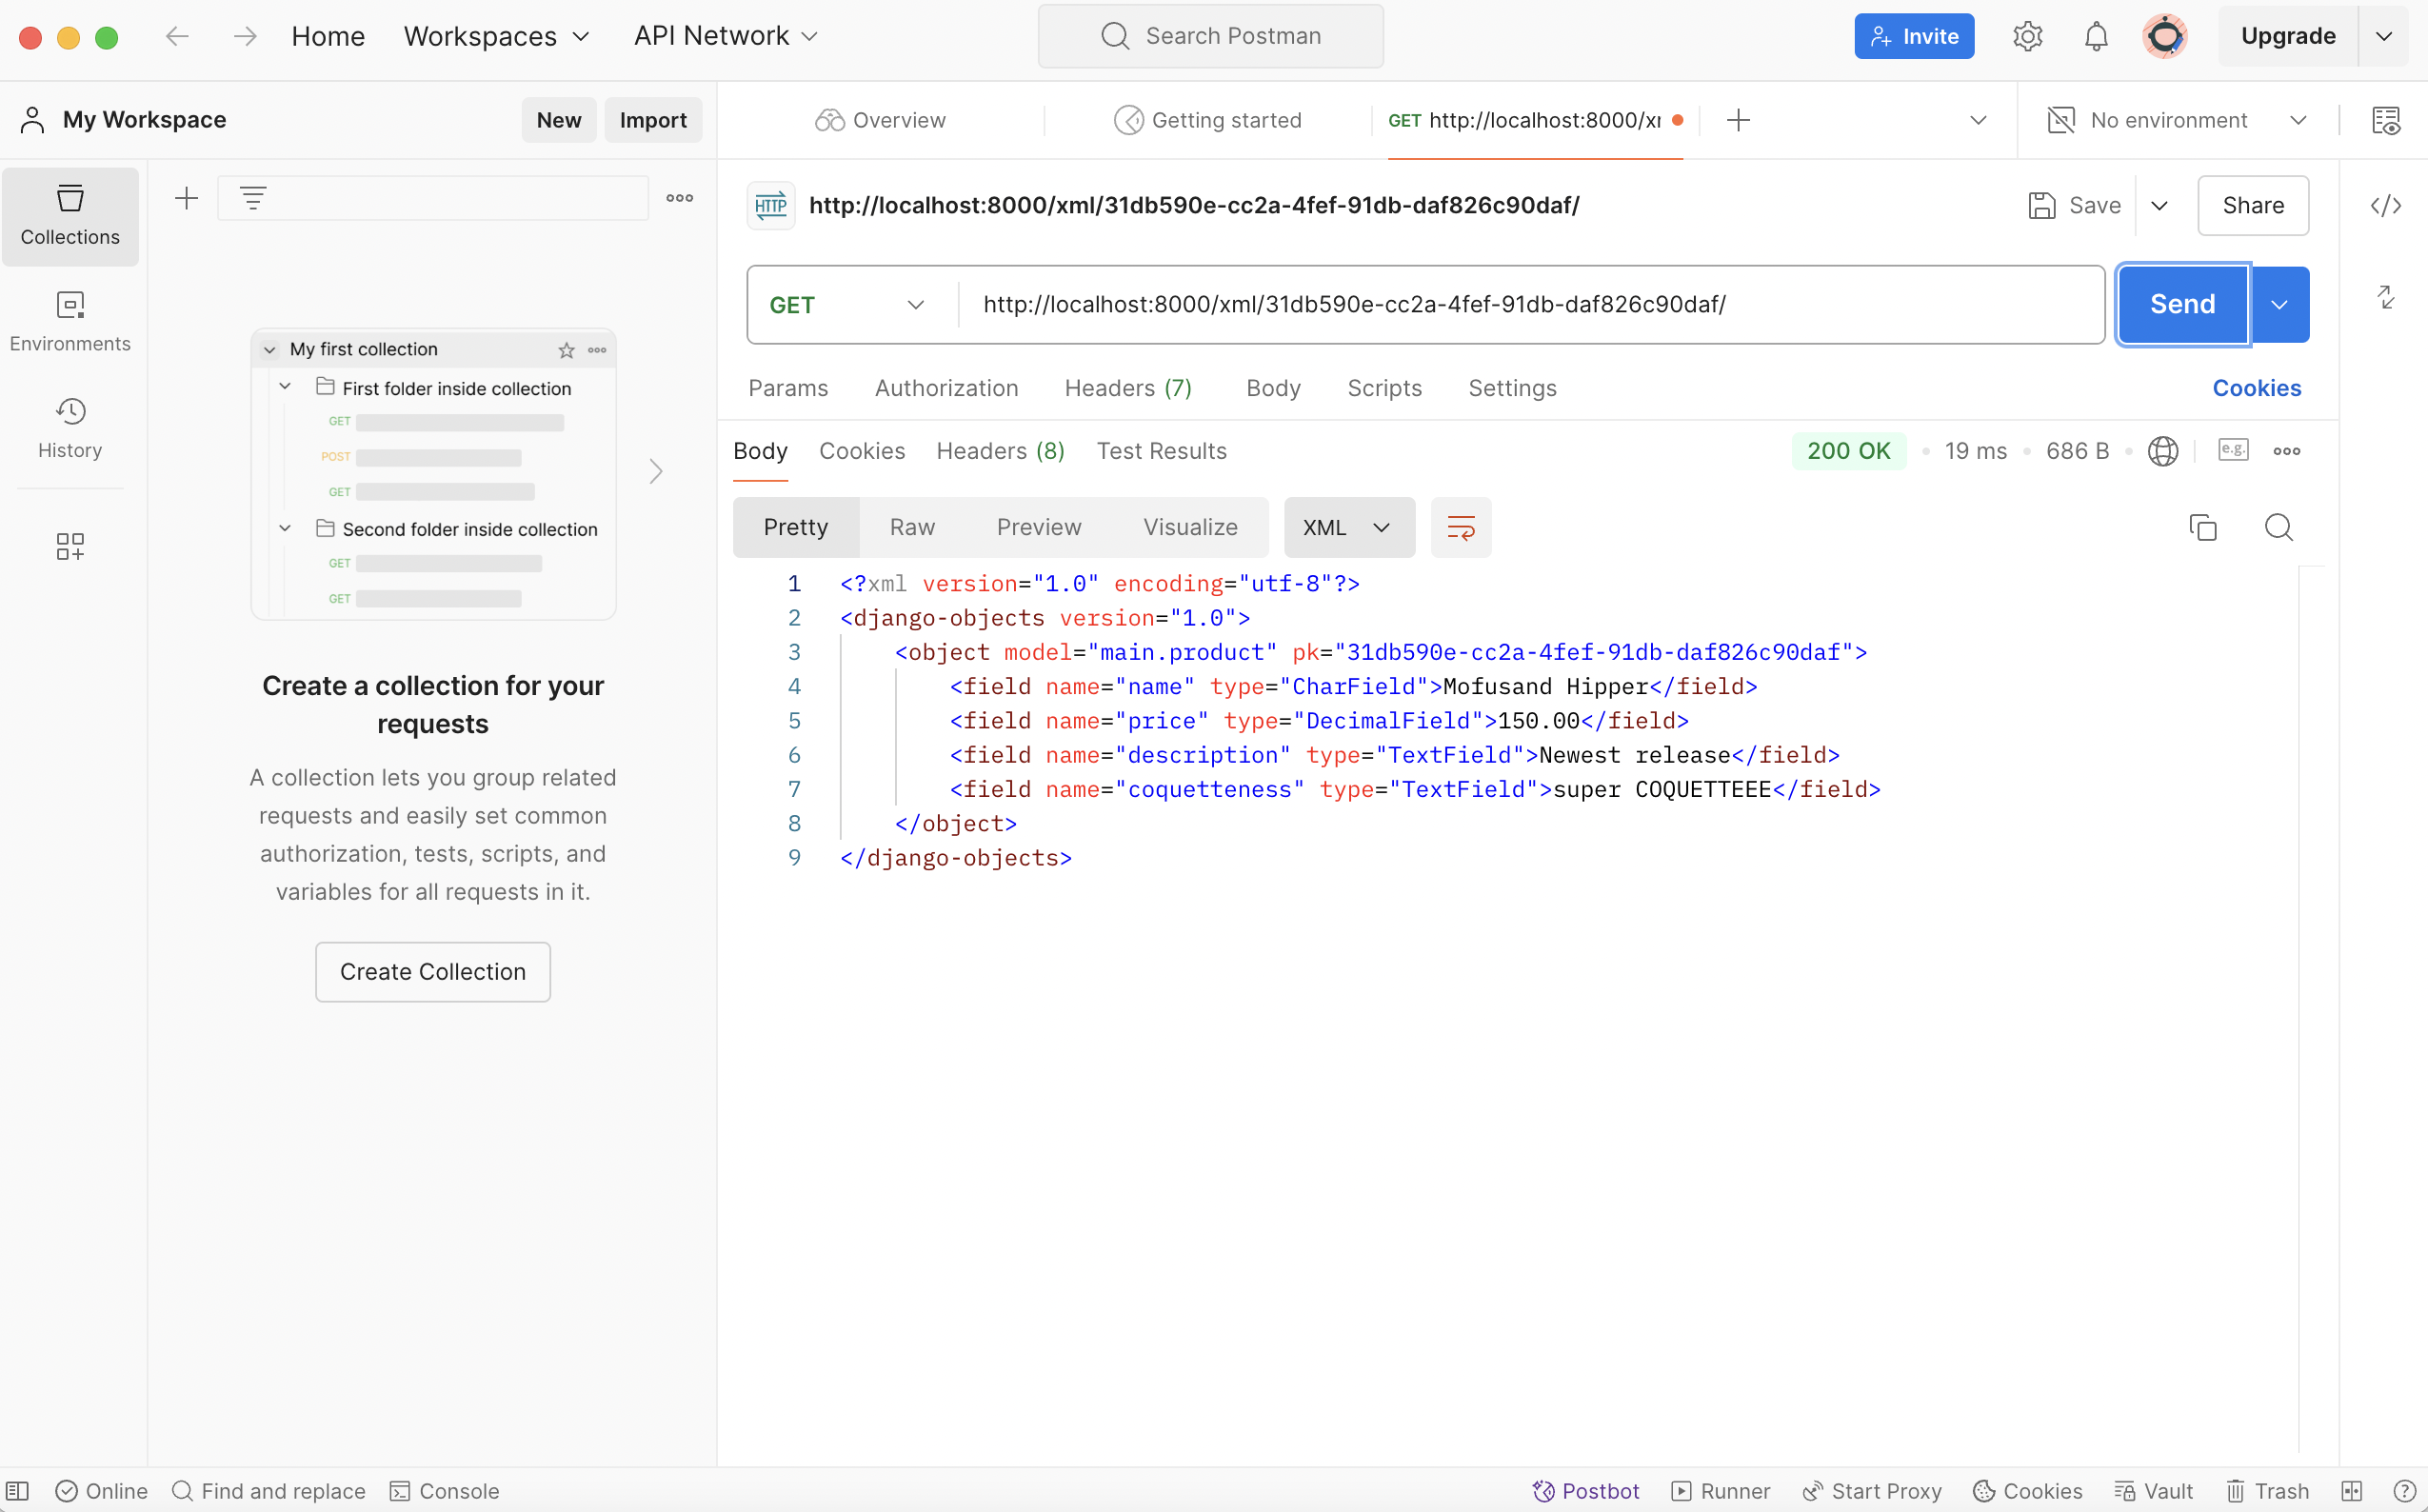 Home
Workspaces
API Network
Search Postman
Invite
Upgrade
My Workspace
New
Import
Overview
Getting started
GET http://localhost:8000/xr
No environment
Collections
Environments
History
My first collection
First folder inside collection
GET
POST
GET
Second folder inside collection
GET
GET
Create a collection for your
requests
A collection lets you group related
requests and easily set common
authorization, tests, scripts, and
variables for all requests in it.
Create Collection
HTTP
http://localhost:8000/xml/31db590e-cc2a-4fef-91db-daf826c90daf/
Save
Share
GET
http://localhost:8000/xml/31db590e-cc2a-4fef-91db-daf826c90daf/
Send
Params
Authorization
Headers (7)
Body
Scripts
Settings
Cookies
Body
Cookies
Headers (8)
Test Results
200 OK
19 ms
686 B
e.g.
Pretty
Raw
Preview
Visualize
XML
1 <?xml version="1.0" encoding="utf-8"?>
2 <django-objects version="1.0">
3 <object model="main.product" pk="31db590e-cc2a-4fef-91db-daf826c90daf">
4 <field name="name" type="CharField">Mofusand Hipper</field>
5 <field name="price" type="DecimalField">150.00</field>
6 <field name="description" type="TextField">Newest release</field>
7 <field name="coquetteness" type="TextField">super COQUETTEEE</field>
8 </object>
9 </django-objects>
Online
Find and replace
Console
Postbot
Runner
Start Proxy
Cookies
Vault
Trash